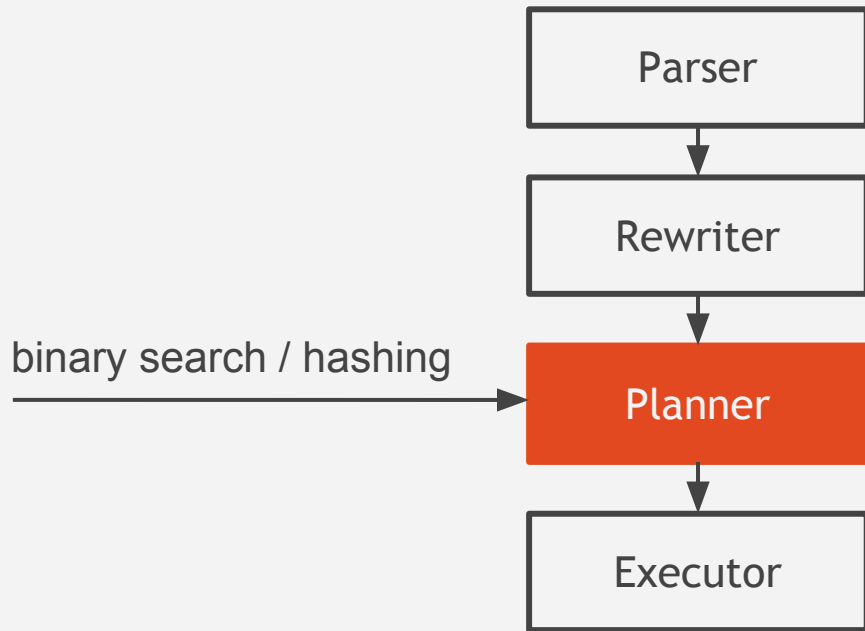 Parser
Rewriter
binary search / hashing
Planner
Executor